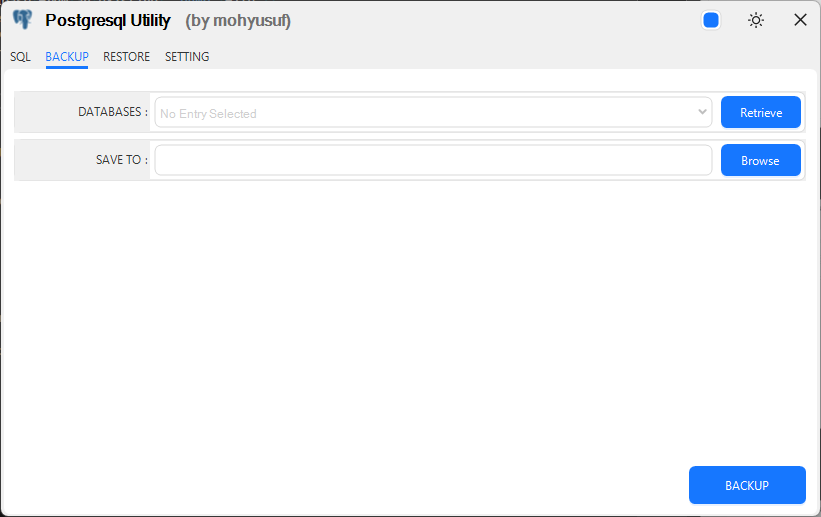 Postgresql Utility (by mohyusuf)
SQL BACKUP RESTORE SETTING
DATABASES : No Entry Selected Retrieve
SAVE TO : Browse
BACKUP